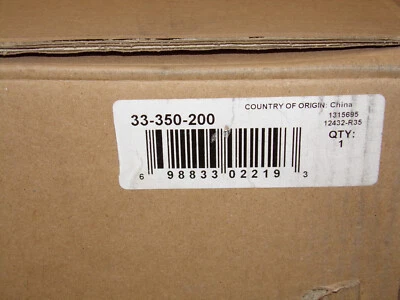 COUNTRY OF ORIGIN: China
33-350-200
1315695
12432-R35
QTY:
1
6 98833 02219 3